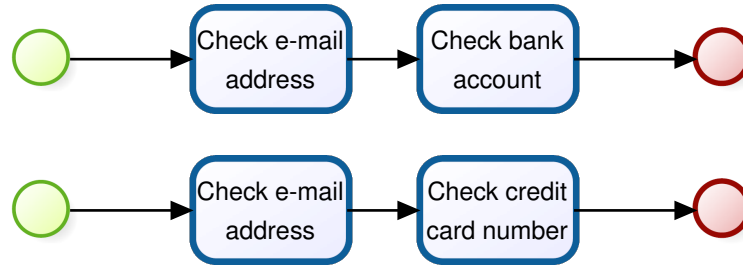 Check e-mail
address
Check bank
account
Check e-mail
address
Check credit
card number